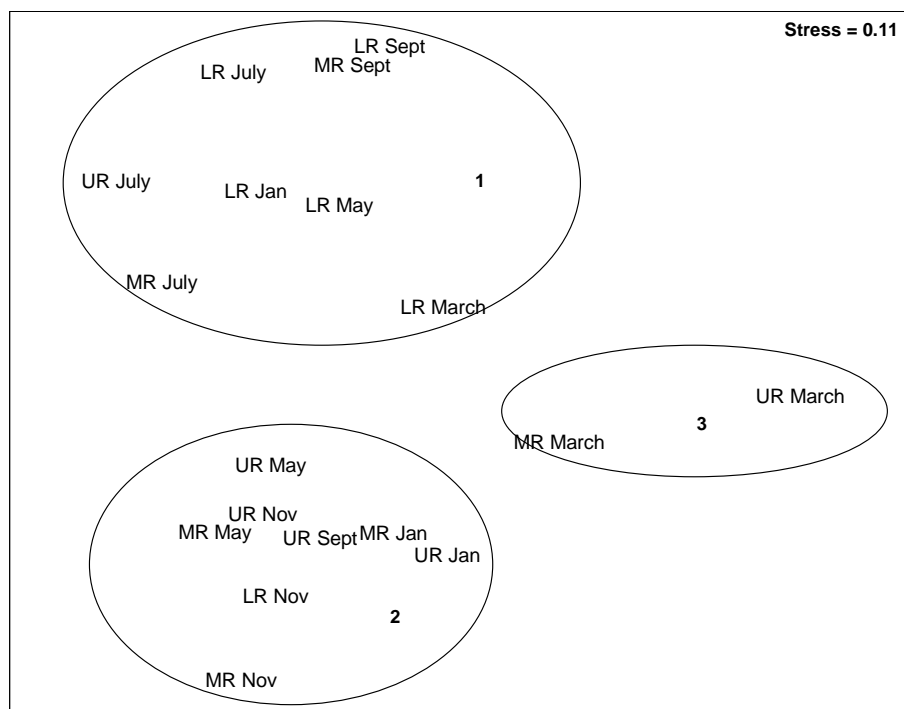 Stress = 0.11
LR Sept
MR Sept
LR July
UR July
LR Jan
LR May
1
MR July
LR March
UR March
3
MR March
UR May
UR Nov
MR May
UR Sept
MR Jan
UR Jan
LR Nov
2
MR Nov